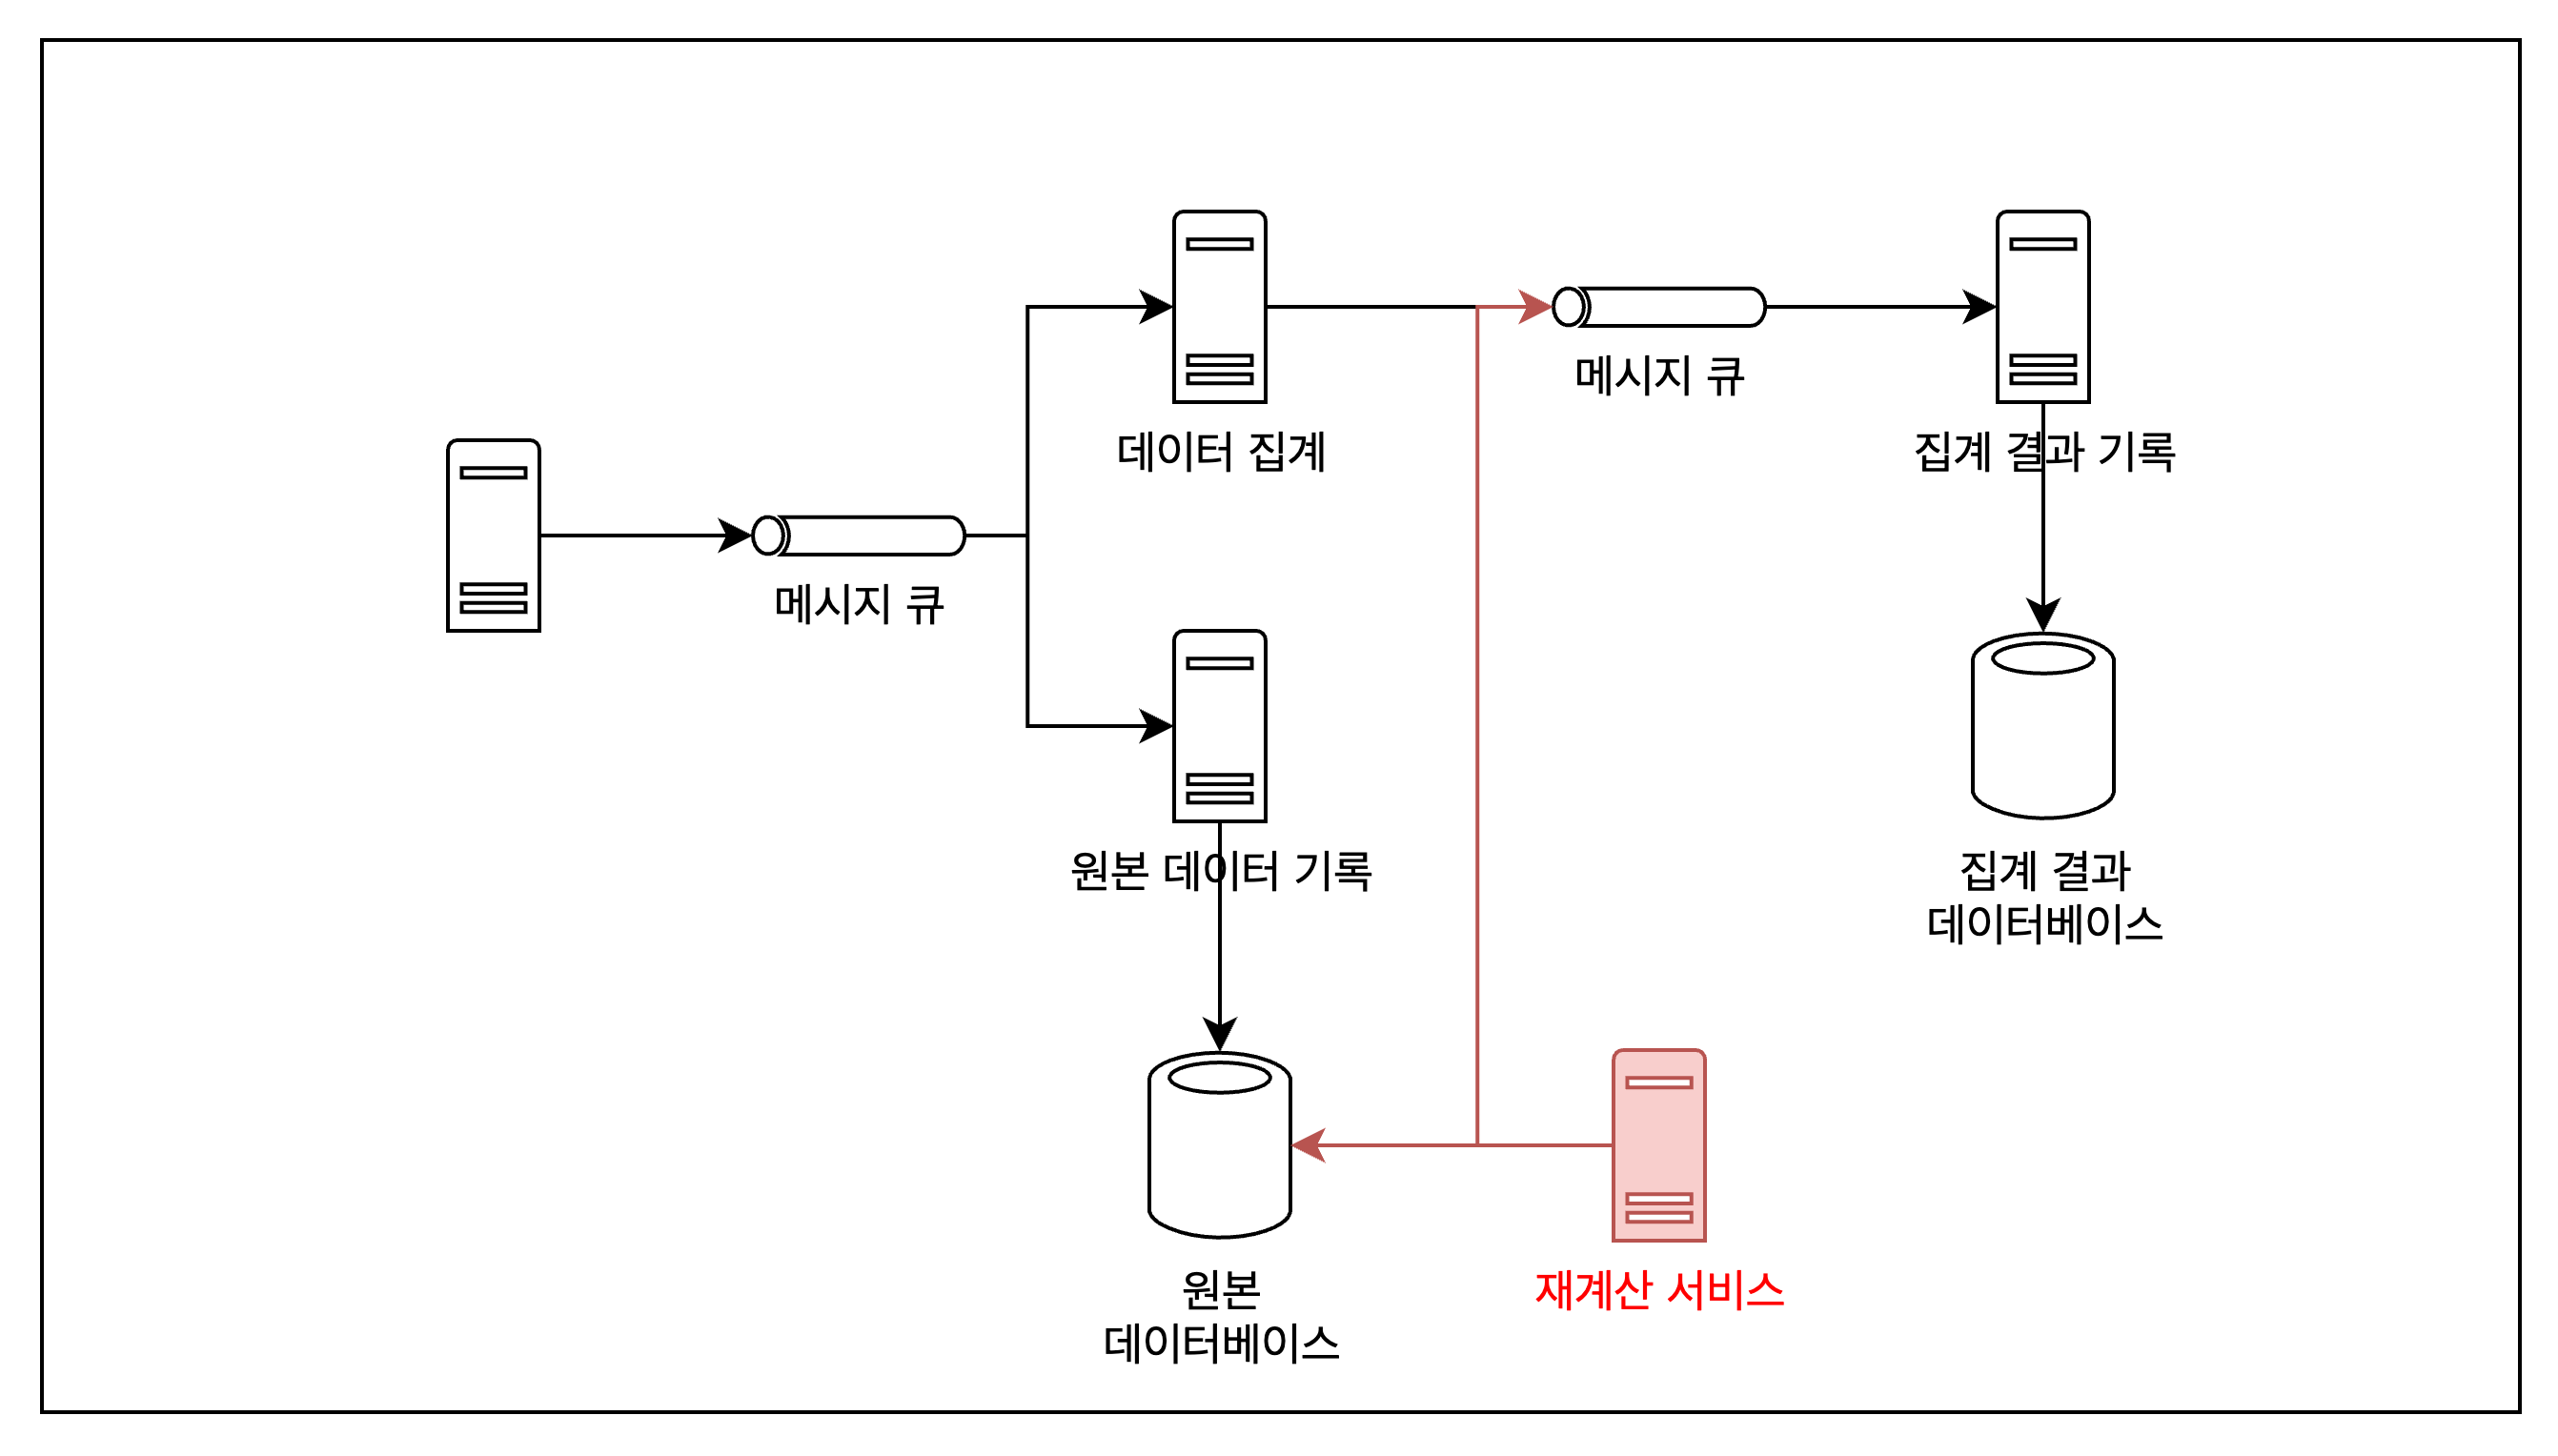 메시지 큐
데이터 집계
메시지 큐
집계 결과 기록
원본 데이터 기록
집계 결과
데이터베이스
원본
데이터베이스
재계산 서비스